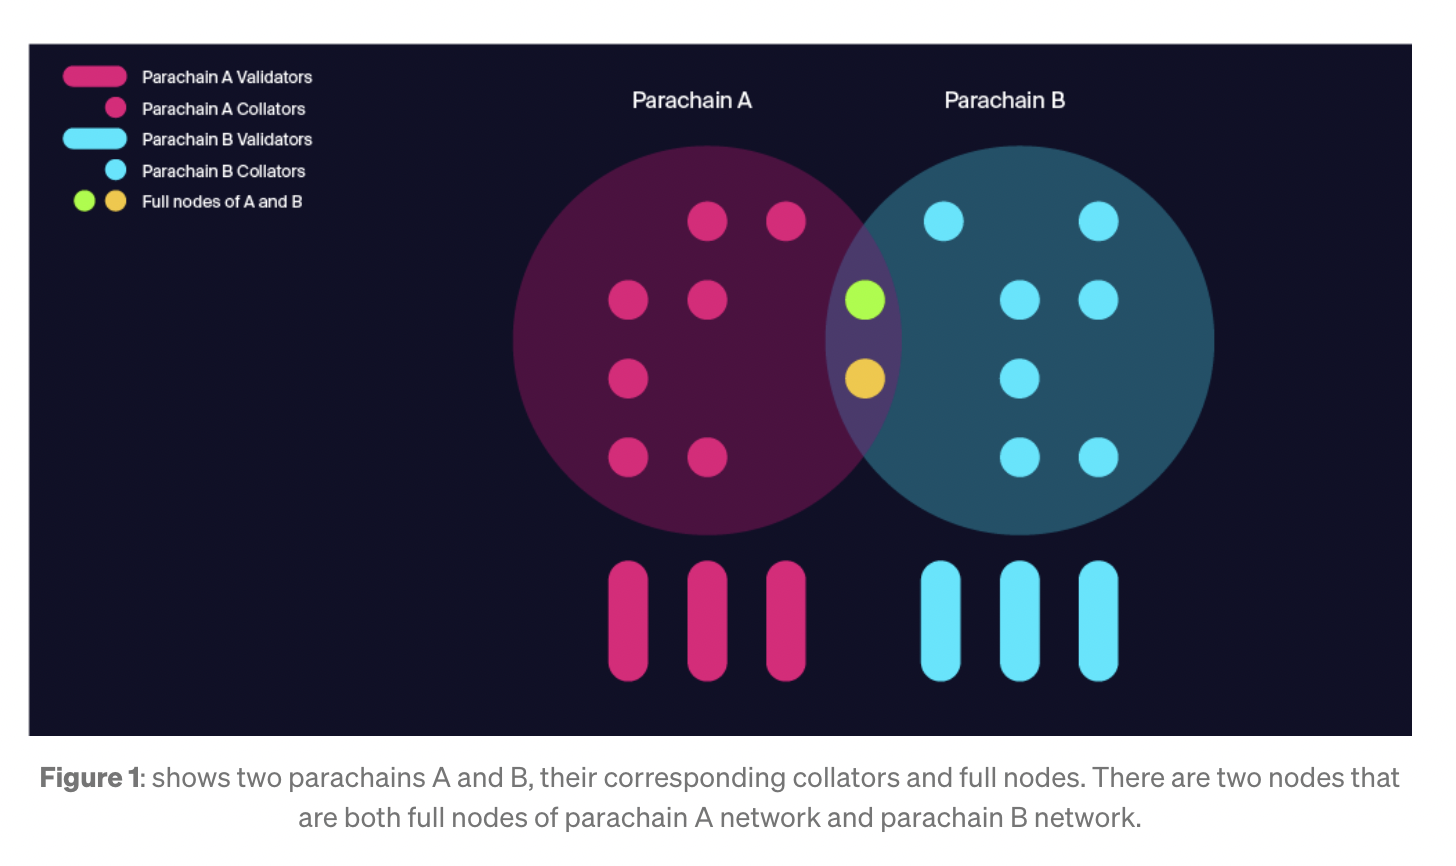 Parachain A Validators
Parachain A Collators
Parachain B Validators
Parachain B Collators
Full nodes of A and B
Parachain A
Parachain B
Figure 1: shows two parachains A and B, their corresponding collators and full nodes. There are two nodes that
are both full nodes of parachain A network and parachain B network.